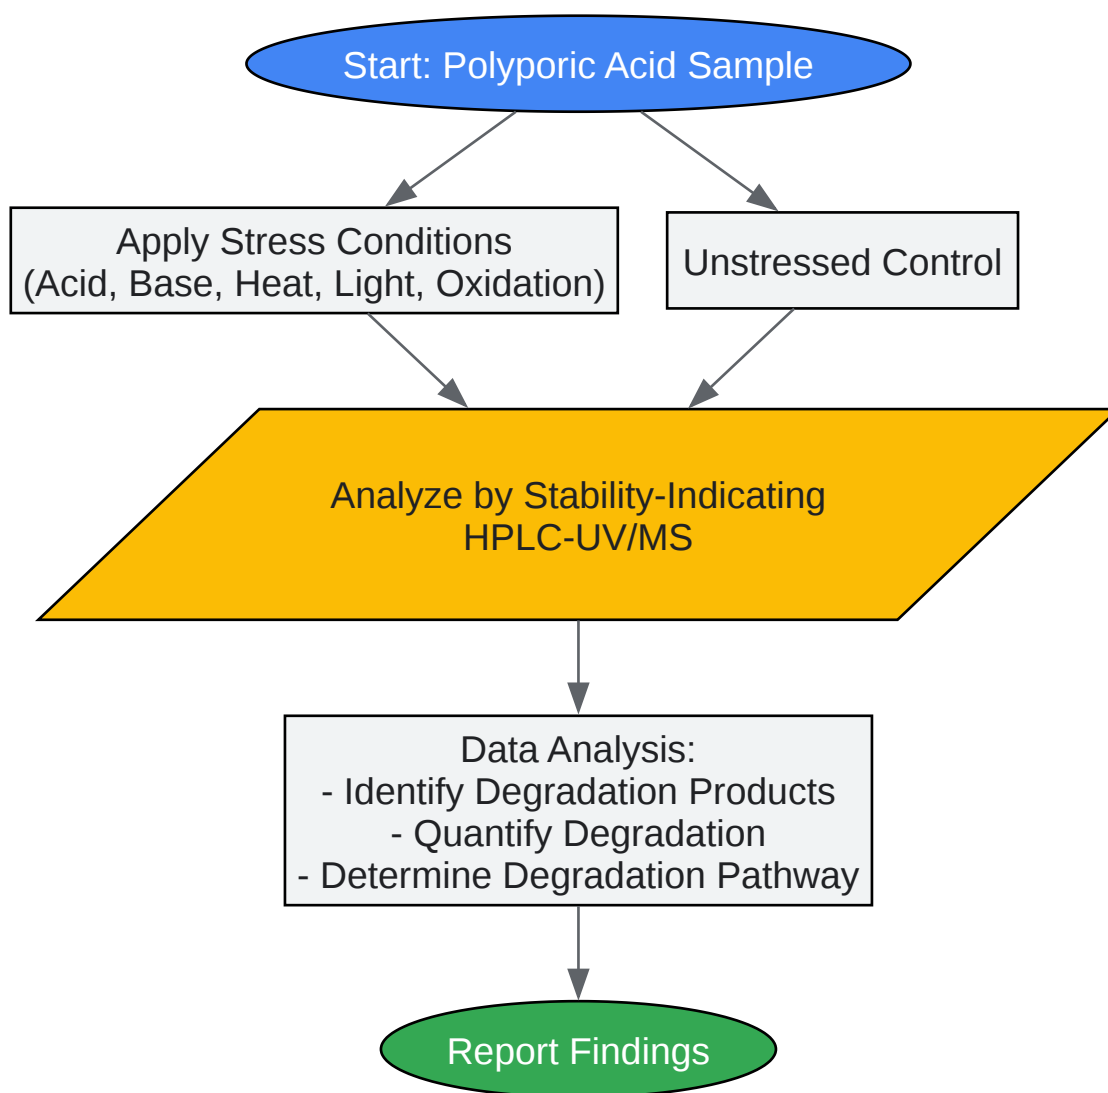 Start: Polyporic Acid Sample
Apply Stress Conditions
(Acid, Base, Heat, Light, Oxidation)
Unstressed Control
Analyze by Stability-Indicating
HPLC-UV/MS
Data Analysis:
- Identify Degradation Products
- Quantify Degradation
- Determine Degradation Pathway
Report Findings